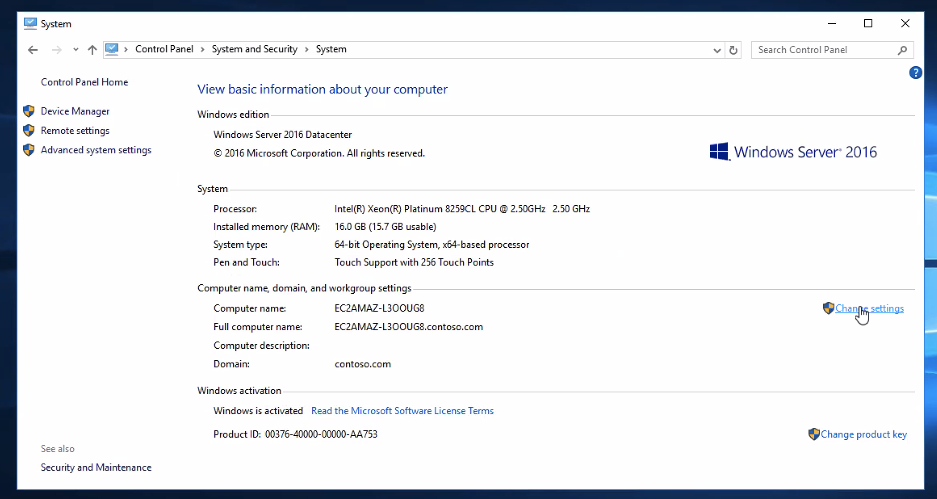 System
Control Panel > System and Security > System
Search Control Panel
Control Panel Home
Device Manager
Remote settings
Advanced system settings
View basic information about your computer
Windows edition
Windows Server 2016 Datacenter
© 2016 Microsoft Corporation. All rights reserved.
Windows Server® 2016
System
Processor: Intel(R) Xeon(R) Platinum 8259CL CPU @ 2.50GHz 2.50 GHz
Installed memory (RAM): 16.0 GB (15.7 GB usable)
System type: 64-bit Operating System, x64-based processor
Pen and Touch: Touch Support with 256 Touch Points
Computer name, domain, and workgroup settings
Computer name: EC2AMAZ-L3OOUG8
Change settings
Full computer name: EC2AMAZ-L3OOUG8.contoso.com
Computer description:
Domain: contoso.com
Windows activation
Windows is activated Read the Microsoft Software License Terms
Product ID: 00376-40000-00000-AA753
Change product key
See also
Security and Maintenance